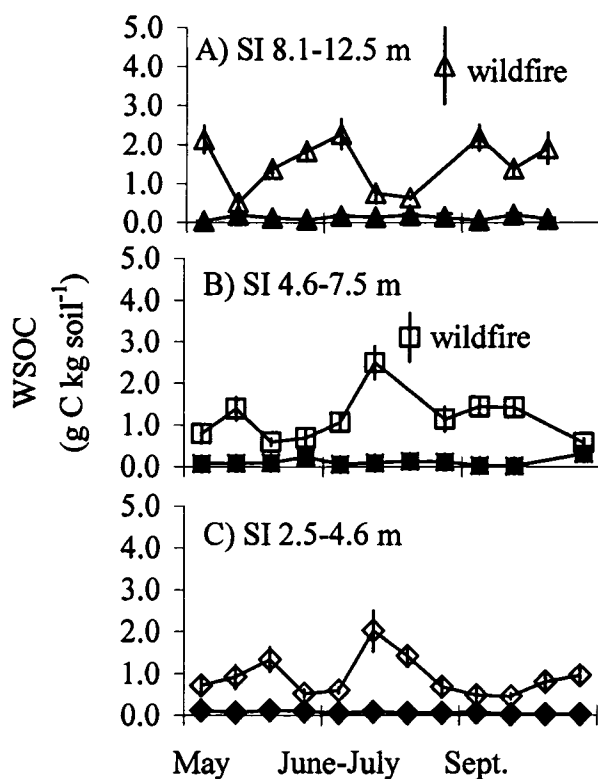 A) SI 8.1-12.5 m
wildfire
5.0
4.0
3.0
2.0
1.0
0.0
B) SI 4.6-7.5 m
wildfire
5.0
4.0
3.0
2.0
1.0
0.0
C) SI 2.5-4.6 m
5.0
4.0
3.0
2.0
1.0
0.0
WSOC
(g C kg soil⁻¹)
May June-July Sept.